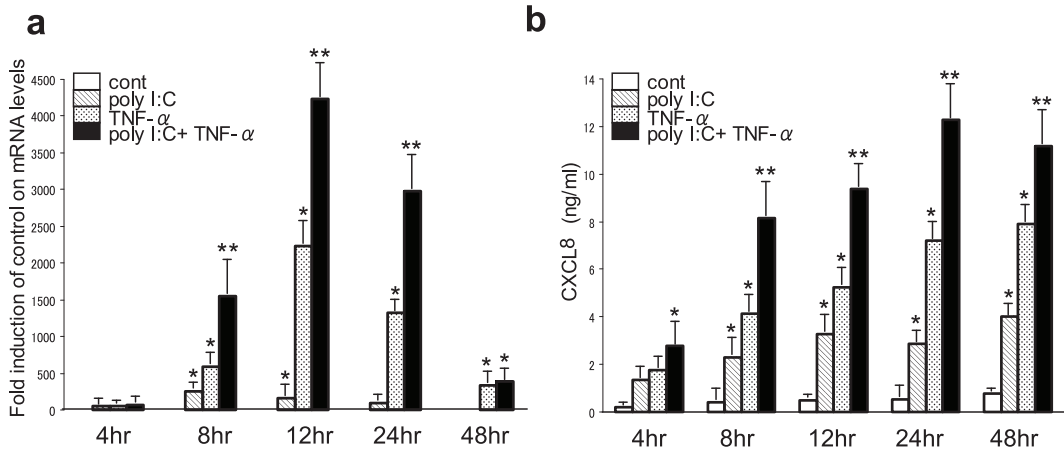 a
Fold induction of control on mRNA levels
4500
4000
3500
3000
2500
2000
1500
1000
500
0
cont
poly I:C
TNF-α
poly I:C+ TNF-α
*
*
**
*
*
**
*
**
*
*
4hr
8hr
12hr
24hr
48hr
b
CXCL8 (ng/ml)
14
12
10
8
6
4
2
0
cont
poly I:C
TNF-α
poly I:C+ TNF-α
*
*
*
**
*
*
**
*
*
**
*
*
**
4hr
8hr
12hr
24hr
48hr